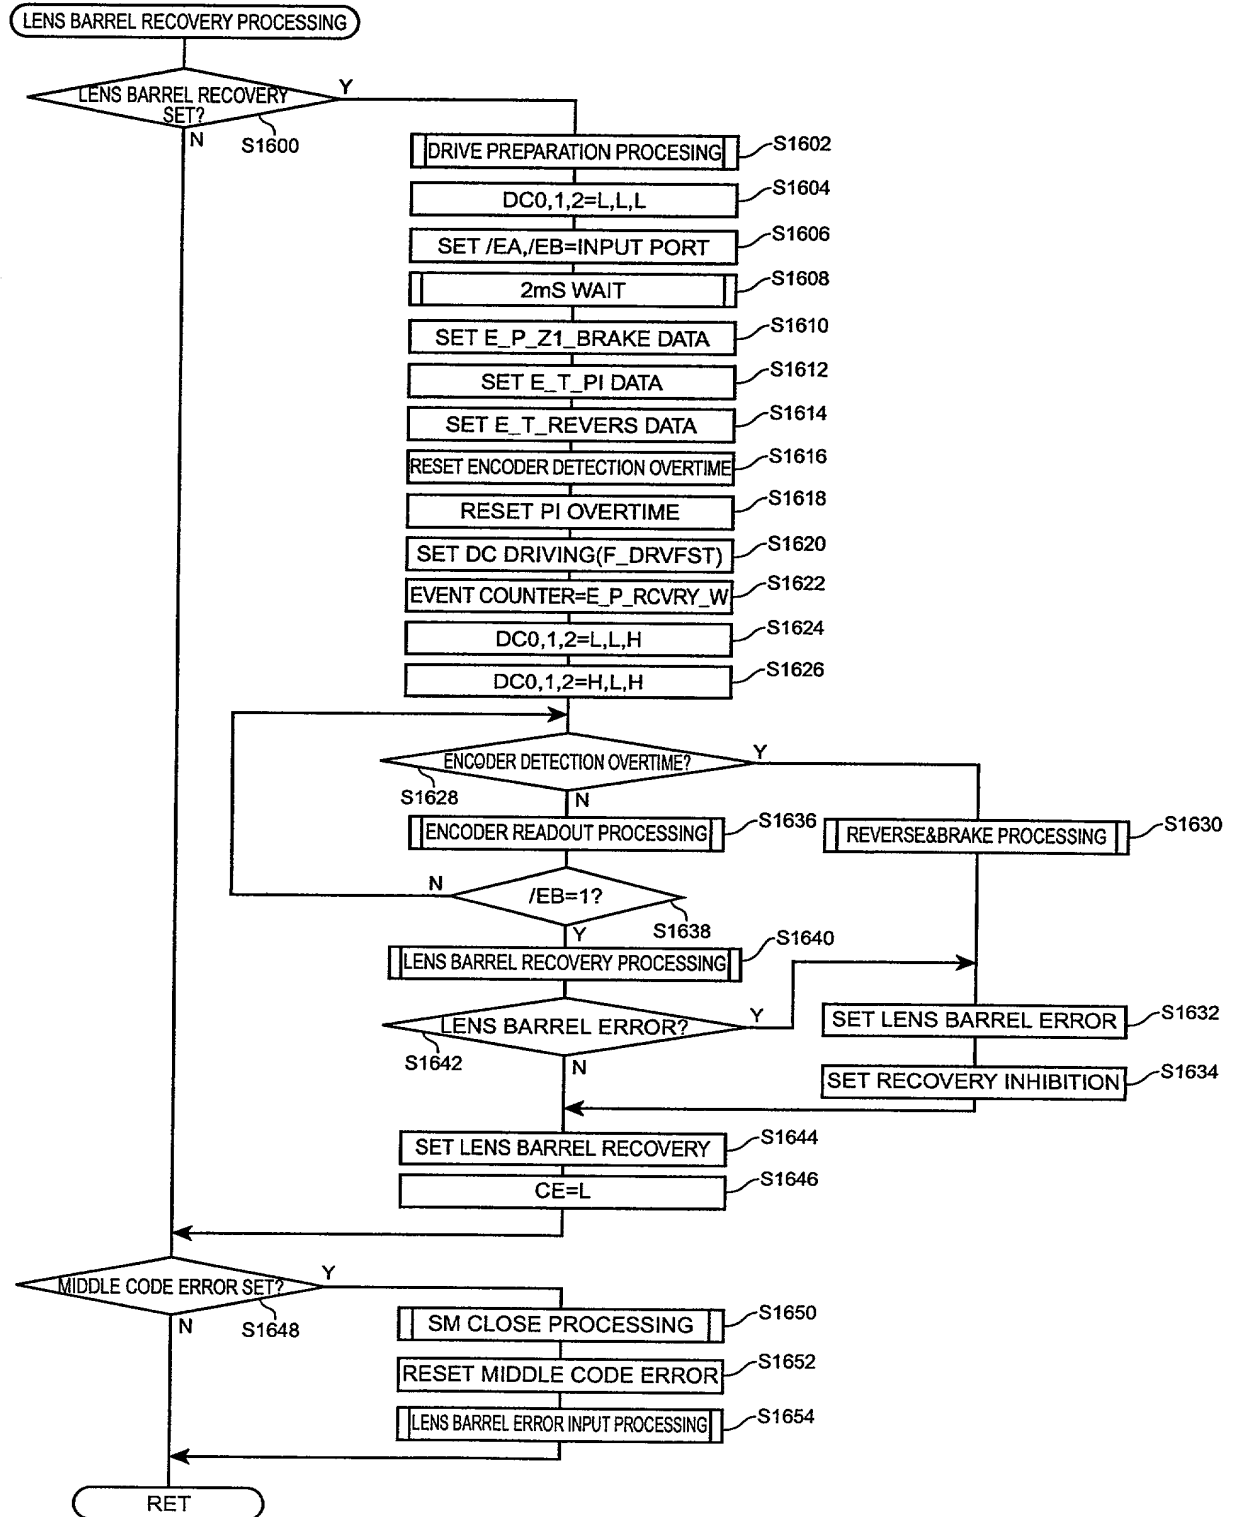 LENS BARREL RECOVERY PROCESSING
LENS BARREL RECOVERY
SET?
Y
N
S1600
DRIVE PREPARATION PROCESING
S1602
DC0,1,2=L,L,L
S1604
SET /EA,/EB=INPUT PORT
S1606
2mS WAIT
S1608
SET E_P_Z1_BRAKE DATA
S1610
SET E_T_PI DATA
S1612
SET E_T_REVERS DATA
S1614
RESET ENCODER DETECTION OVERTIME
S1616
RESET PI OVERTIME
S1618
SET DC DRIVING(F_DRVFST)
S1620
EVENT COUNTER=E_P_RCVRY_W
S1622
DC0,1,2=L,L,H
S1624
DC0,1,2=H,L,H
S1626
ENCODER DETECTION OVERTIME?
Y
S1628
N
ENCODER READOUT PROCESSING
S1636
REVERSE&BRAKE PROCESSING
S1630
N
/EB=1?
S1638
Y
LENS BARREL RECOVERY PROCESSING
S1640
LENS BARREL ERROR?
Y
S1642
N
SET LENS BARREL ERROR
S1632
SET RECOVERY INHIBITION
S1634
SET LENS BARREL RECOVERY
S1644
CE=L
S1646
MIDDLE CODE ERROR SET?
Y
N
S1648
SM CLOSE PROCESSING
S1650
RESET MIDDLE CODE ERROR
S1652
LENS BARREL ERROR INPUT PROCESSING
S1654
RET